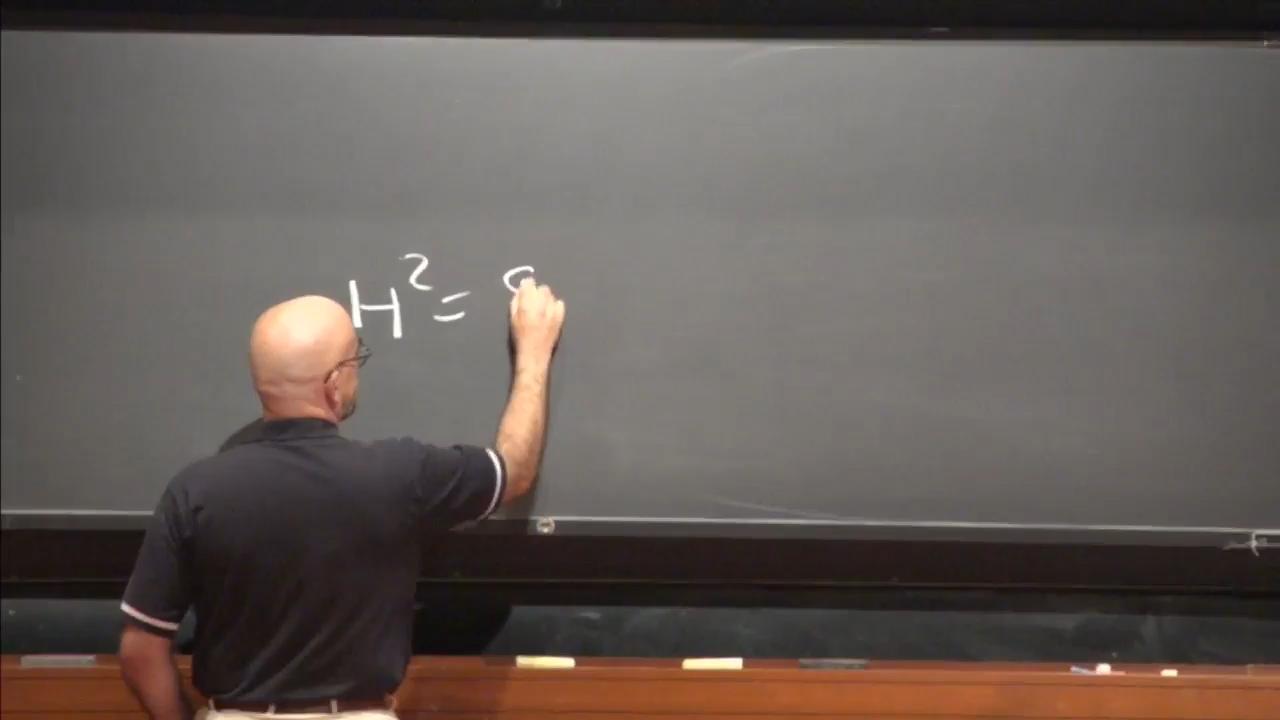 H² =